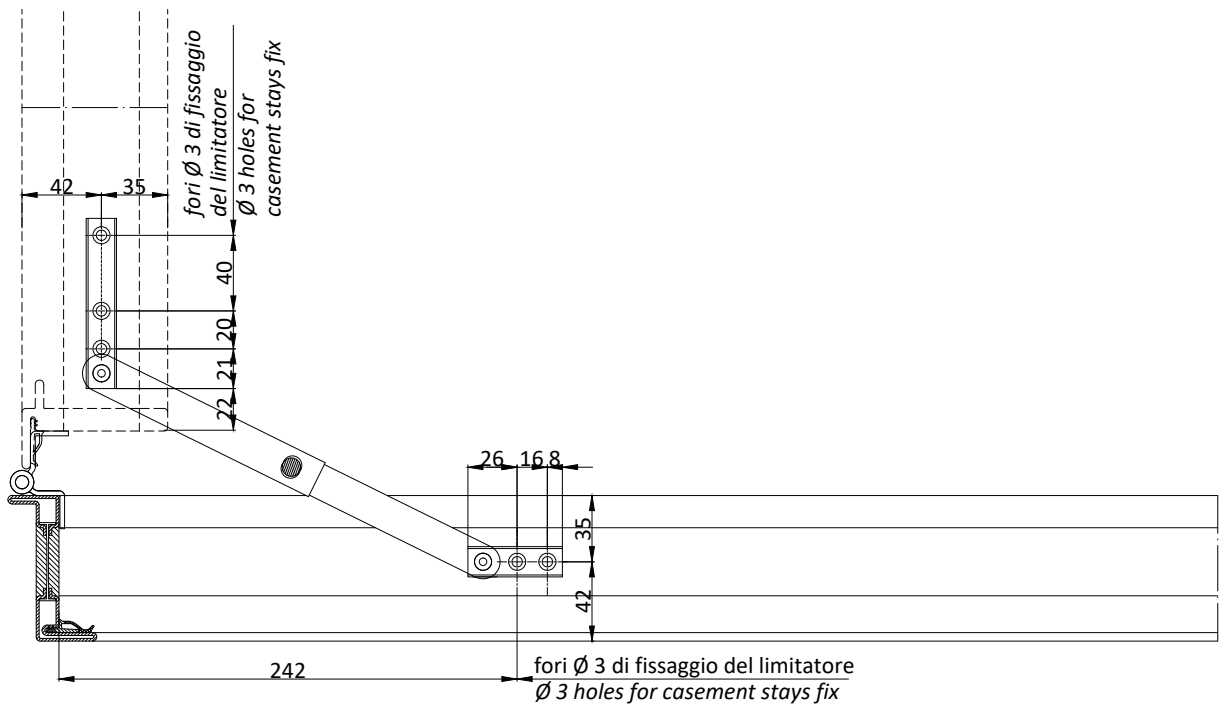 fori Ø 3 di fissaggio
del limitatore
Ø 3 holes for
casement stays fix
42
35
40
20
21
22
26
16
8
35
42
242
fori Ø 3 di fissaggio del limitatore
Ø 3 holes for casement stays fix